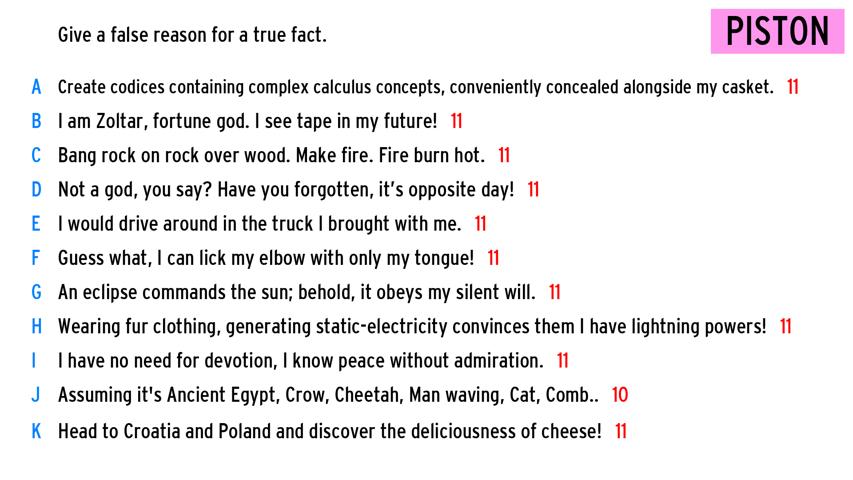 Give a false reason for a true fact.
PISTON
A Create codices containing complex calculus concepts, conveniently concealed alongside my casket. 11
B I am Zoltar, fortune god. I see tape in my future! 11
C Bang rock on rock over wood. Make fire. Fire burn hot. 11
D Not a god, you say? Have you forgotten, it's opposite day! 11
E I would drive around in the truck I brought with me. 11
F Guess what, I can lick my elbow with only my tongue! 11
G An eclipse commands the sun; behold, it obeys my silent will. 11
H Wearing fur clothing, generating static-electricity convinces them I have lightning powers! 11
I I have no need for devotion, I know peace without admiration. 11
J Assuming it's Ancient Egypt, Crow, Cheetah, Man waving, Cat, Comb.. 10
K Head to Croatia and Poland and discover the deliciousness of cheese! 11